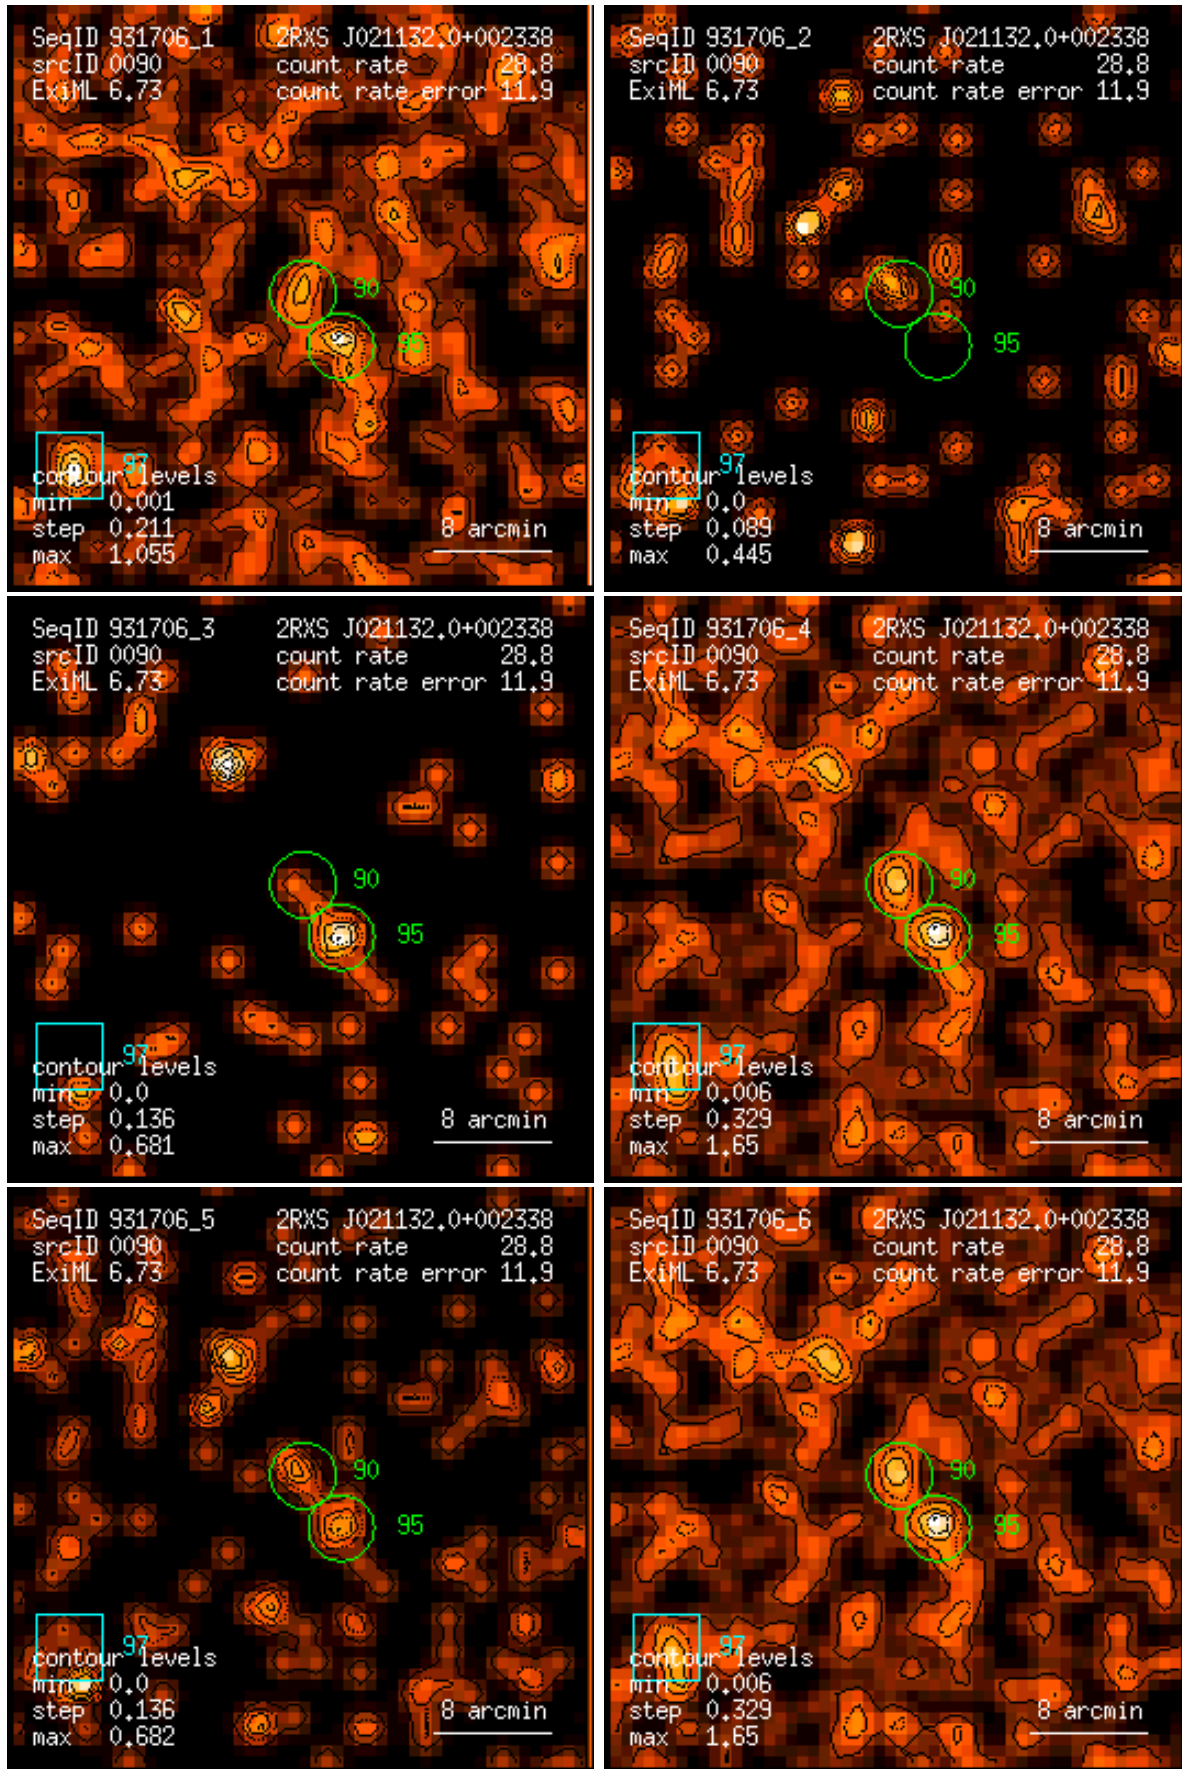 SeqID 931706_1 2RXS J021132.0+002338
srcID 0090 count rate 28.8
ExiML 6.73 count rate error 11.9
90
95
97
contour levels
min 0.001
step 0.211 8 arcmin
max 1.055
SeqID 931706_2 2RXS J021132.0+002338
srcID 0090 count rate 28.8
ExiML 6.73 count rate error 11.9
90
95
97
contour levels
min 0.0
step 0.089 8 arcmin
max 0.445
SeqID 931706_3 2RXS J021132.0+002338
srcID 0090 count rate 28.8
ExiML 6.73 count rate error 11.9
90
95
97
contour levels
min 0.0
step 0.136 8 arcmin
max 0.681
SeqID 931706_4 2RXS J021132.0+002338
srcID 0090 count rate 28.8
ExiML 6.73 count rate error 11.9
90
95
97
contour levels
min 0.006
step 0.329 8 arcmin
max 1.65
SeqID 931706_5 2RXS J021132.0+002338
srcID 0090 count rate 28.8
ExiML 6.73 count rate error 11.9
90
95
97
contour levels
min 0.0
step 0.136 8 arcmin
max 0.682
SeqID 931706_6 2RXS J021132.0+002338
srcID 0090 count rate 28.8
ExiML 6.73 count rate error 11.9
90
95
97
contour levels
min 0.006
step 0.329 8 arcmin
max 1.65